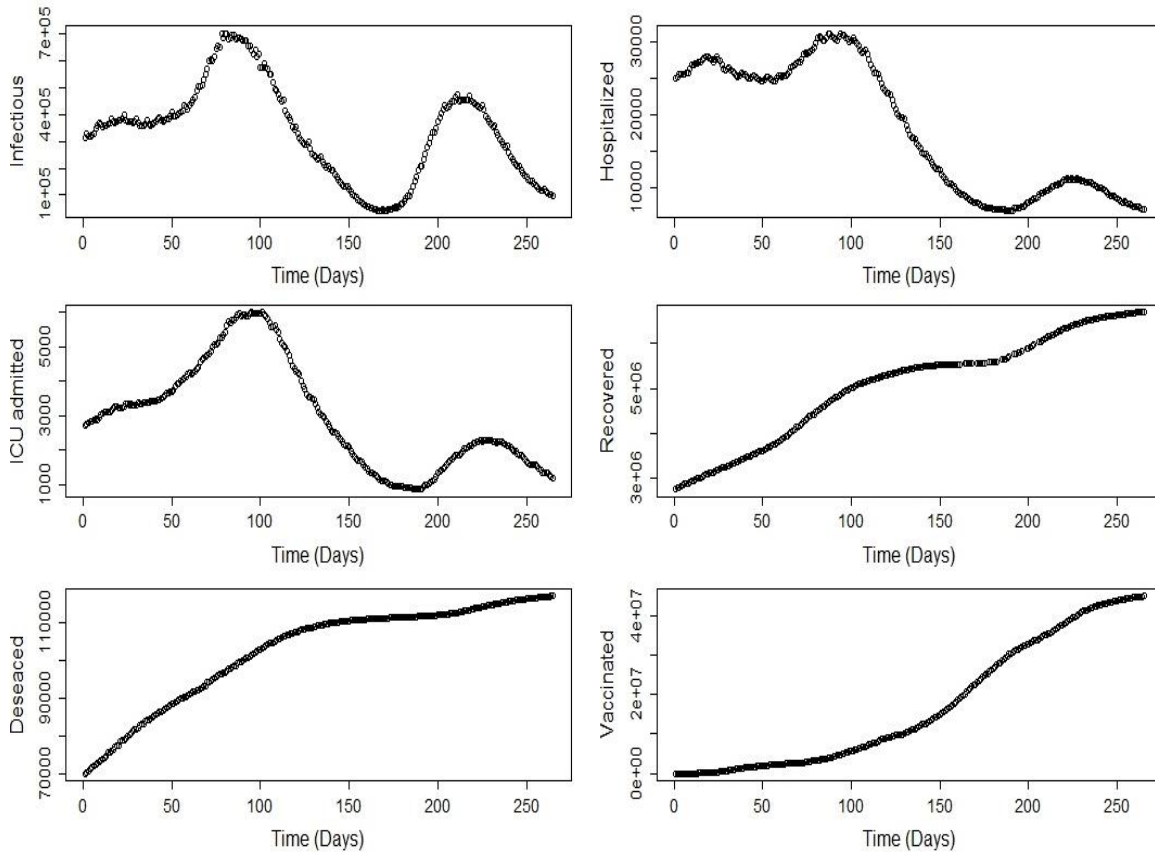 Infectious
1e+05 4e+05 7e+05
0 50 100 150 200 250
Time (Days)
Hospitalized
10000 20000 30000
0 50 100 150 200 250
Time (Days)
ICU admitted
1000 3000 5000
0 50 100 150 200 250
Time (Days)
Recovered
3e+06 5e+06
0 50 100 150 200 250
Time (Days)
Deseaced
70000 90000 110000
0 50 100 150 200 250
Time (Days)
Vaccinated
0e+00 2e+07 4e+07
0 50 100 150 200 250
Time (Days)